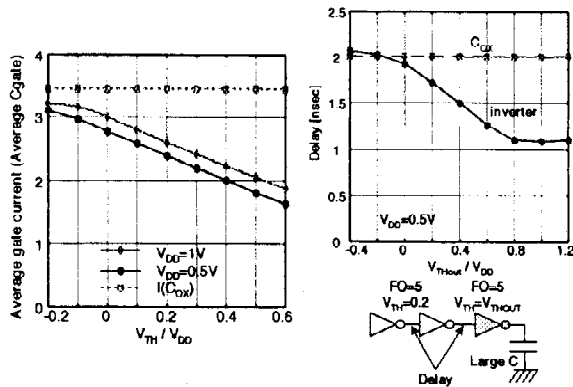 Average gate current (Average Cgate)
4
3
2
1
0
-0.2
0
0.2
0.4
0.6
V_TH / V_DD
V_DD=1V
V_DD=0.5V
I(C_OX)
Delay [nsec]
2.5
2
1.5
1
0.5
0
-0.4
0
0.4
0.8
1.2
C_OX
inverter
V_DD=0.5V
V_THout / V_DD
FO=5
V_TH=0.2
FO=5
V_TH=V_THOUT
Large C
Delay